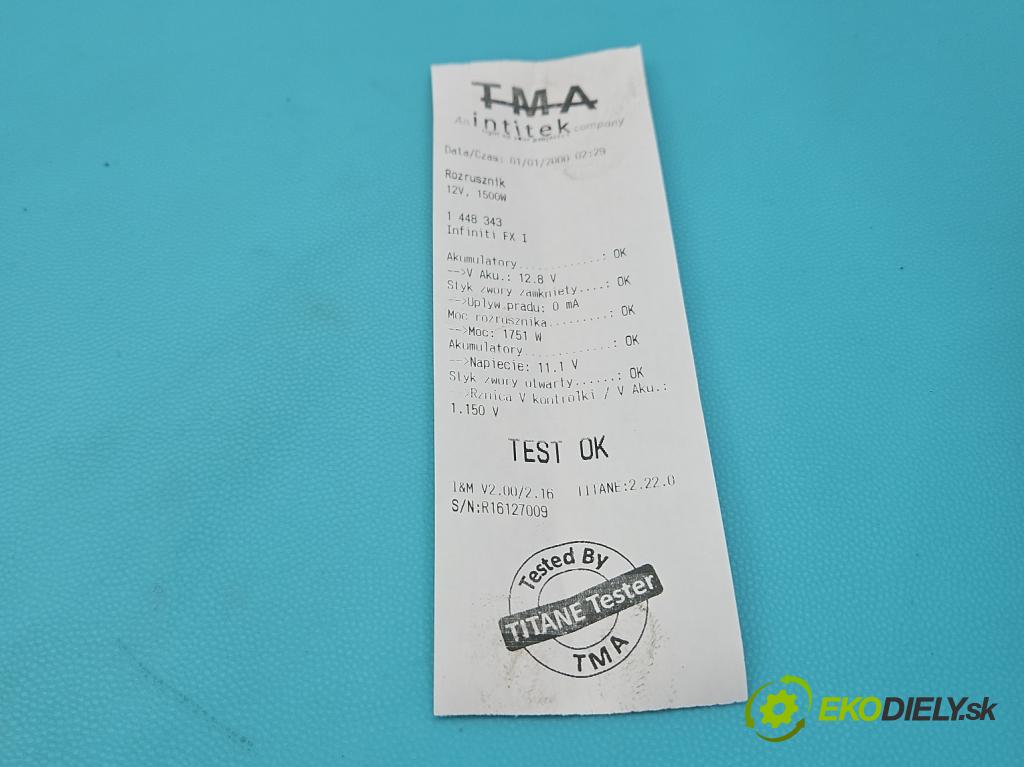 TMA
An intitek company
Data/Czas: 01/01/2000 02:29
Rozrusznik
12V, 1500W
1 448 343
Infiniti FX I
Akumulatory............: OK
-->V Aku.: 12.8 V
Styk zwory zamkniety....: OK
-->Uplyw pradu: 0 mA
Moc rozrusznika.........: OK
-->Moc: 1751 W
Akumulatory.............: OK
-->Napiecie: 11.1 V
Styk zwory otwarty......: OK
-->Rznica V kontrolki / V Aku.:
1.150 V
TEST OK
I&M V2.00/2.16 TITANE:2.22.0
S/N:R16127009
Tested By
TITANE Tester
TMA
EKODIELY.sk